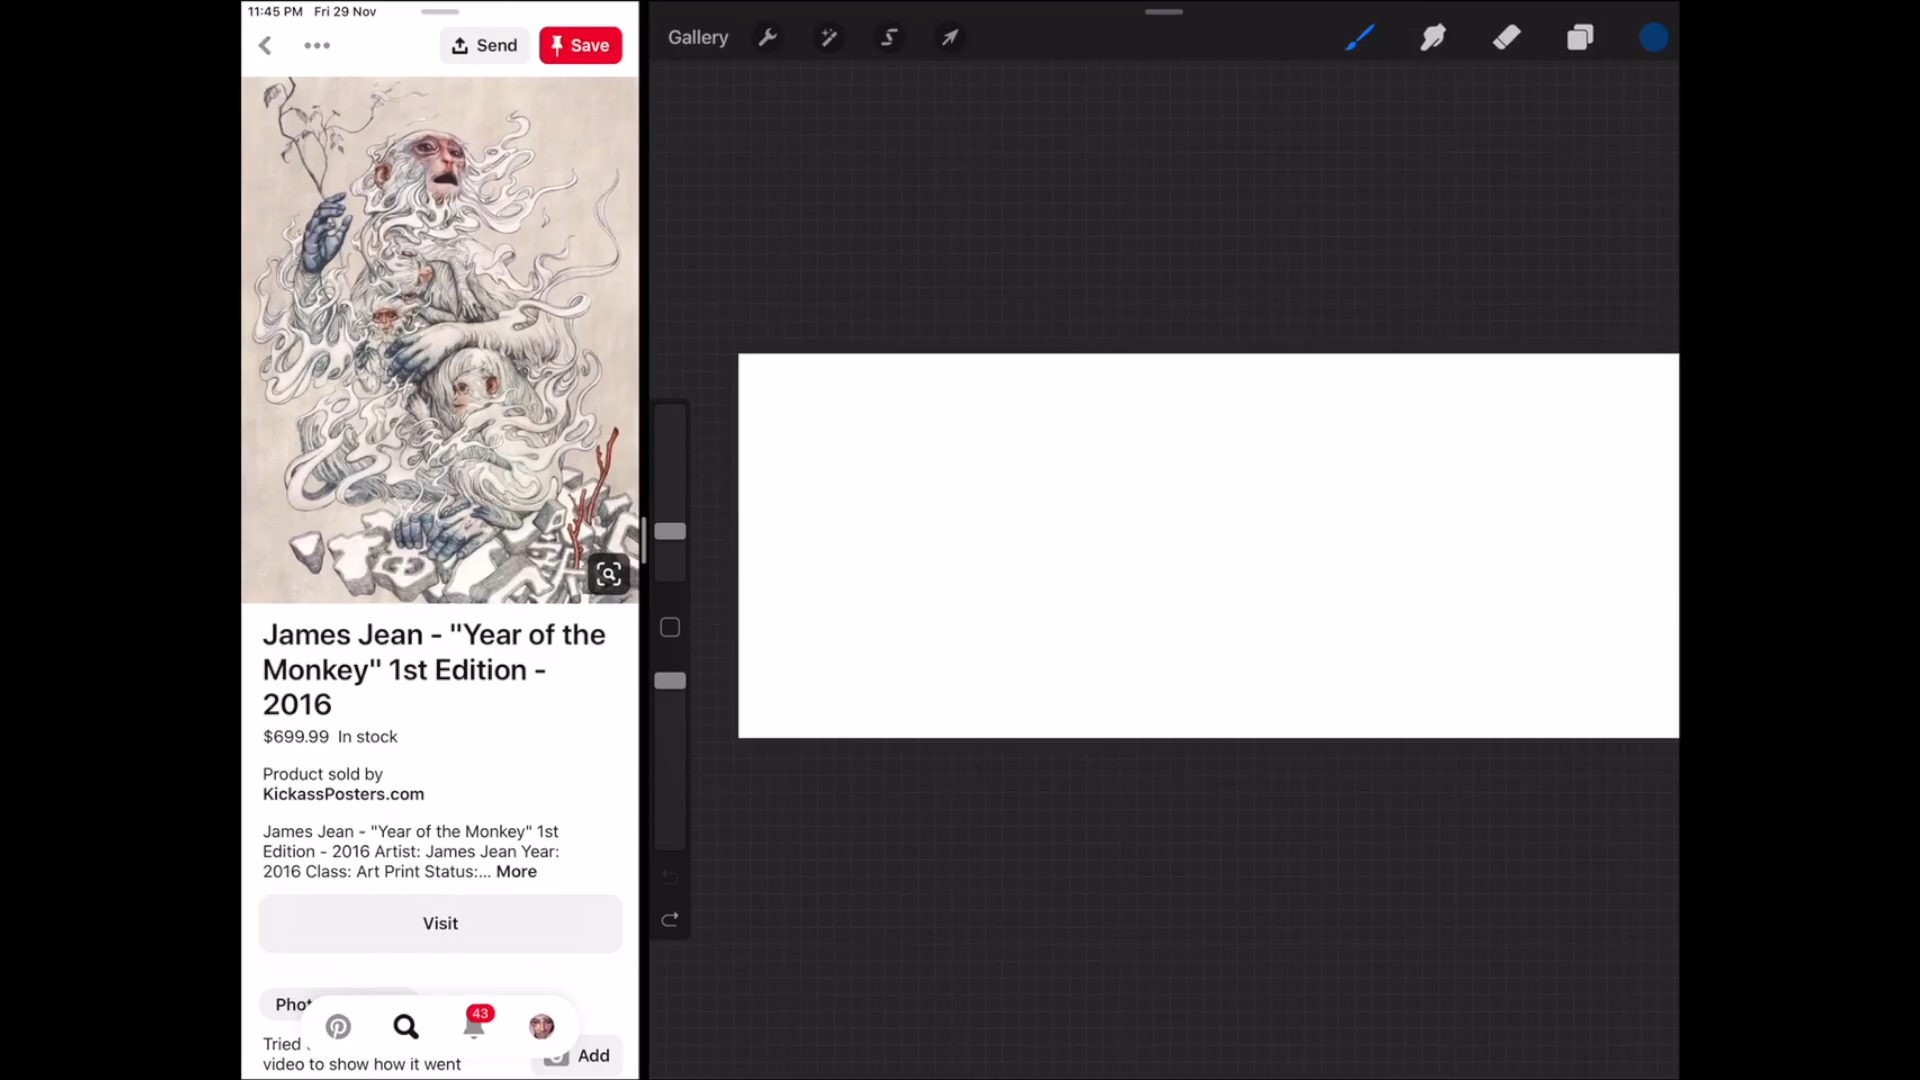 11:45 PM Fri 29 Nov
Send
Save
Gallery
James Jean - "Year of the
Monkey" 1st Edition -
2016
$699.99 In stock
Product sold by
KickassPosters.com
James Jean - "Year of the Monkey" 1st
Edition - 2016 Artist: James Jean Year:
2016 Class: Art Print Status:... More
Visit
43
Tried
video to show how it went
Add